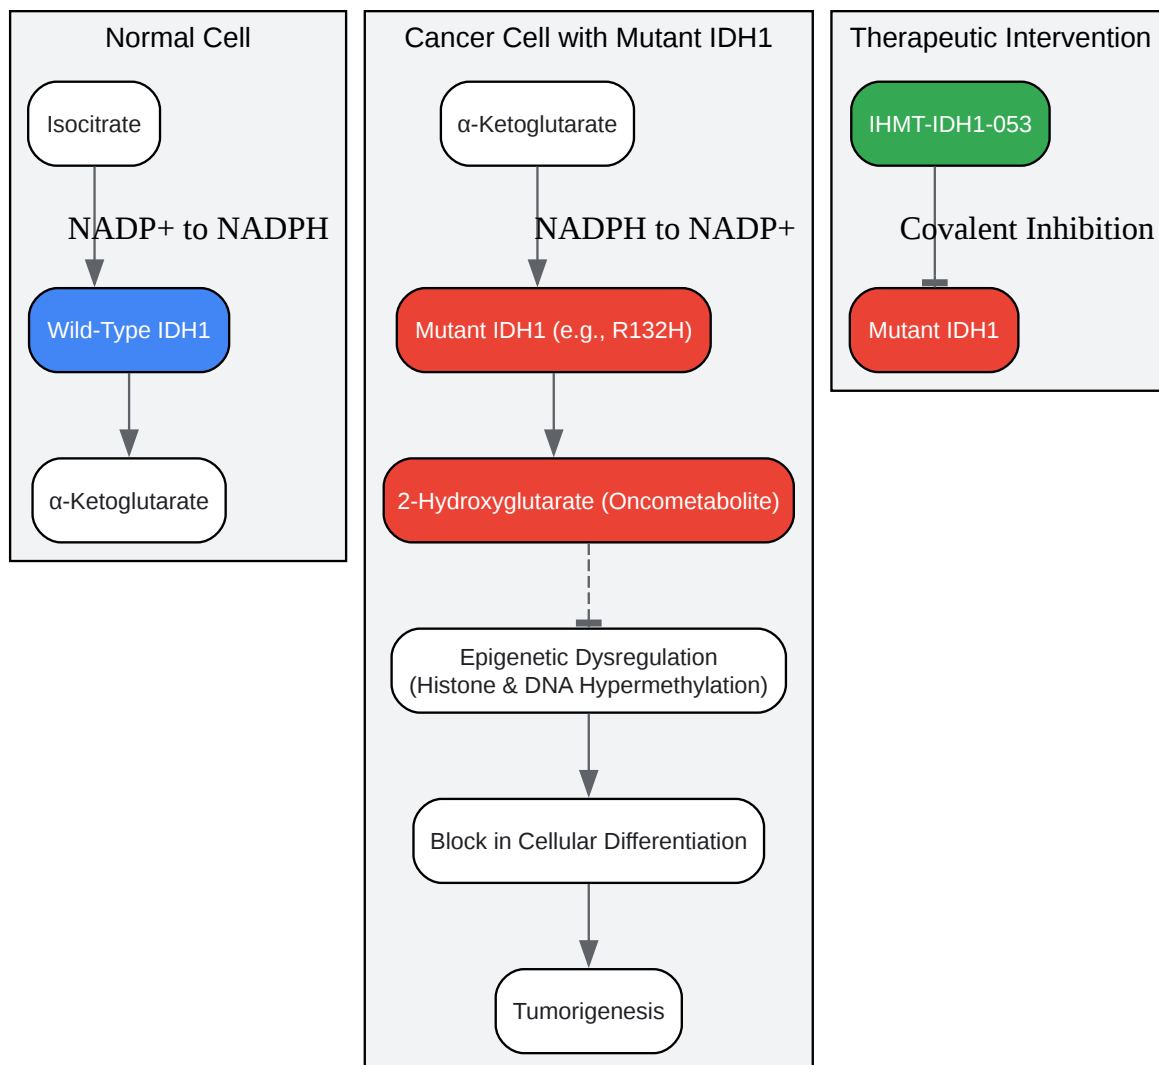 Normal Cell
Isocitrate
NADP+ to NADPH
Wild-Type IDH1
α-Ketoglutarate
Cancer Cell with Mutant IDH1
α-Ketoglutarate
NADPH to NADP+
Mutant IDH1 (e.g., R132H)
2-Hydroxyglutarate (Oncometabolite)
Epigenetic Dysregulation
(Histone & DNA Hypermethylation)
Block in Cellular Differentiation
Tumorigenesis
Therapeutic Intervention
IHMT-IDH1-053
Covalent Inhibition
Mutant IDH1